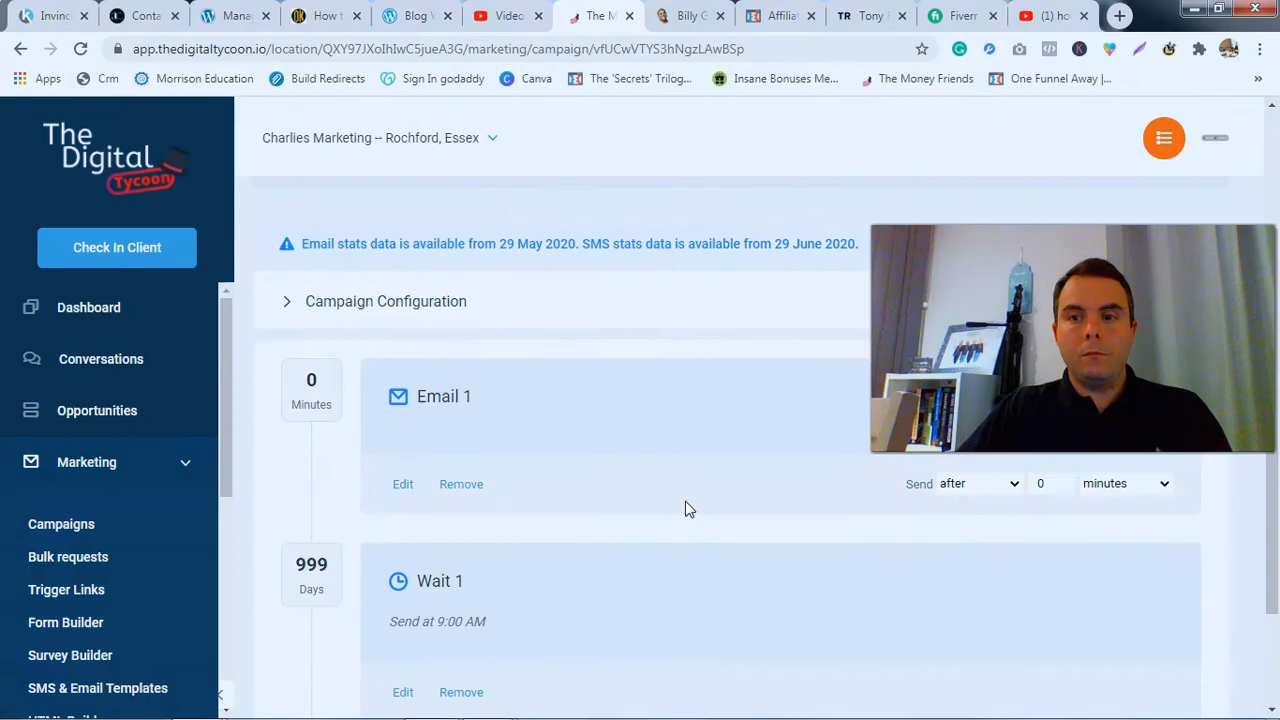 Invinc
Conta
Mana
How t
Blog \
Video
The M
Billy G
Affiliat
TR Tony
Fiverr
(1) ho
app.thedigitaltycoon.io/location/QXY97JXoIhIwC5jueA3G/marketing/campaign/vfUCwVTYS3hNgzLAwBSp
Apps
Crm
Morrison Education
Build Redirects
Sign In godaddy
Canva
The 'Secrets' Trilog...
Insane Bonuses Me...
The Money Friends
One Funnel Away |...
The Digital Tycoon
Charlies Marketing -- Rochford, Essex
Check In Client
Dashboard
Conversations
Opportunities
Marketing
Campaigns
Bulk requests
Trigger Links
Form Builder
Survey Builder
SMS & Email Templates
Email stats data is available from 29 May 2020. SMS stats data is available from 29 June 2020.
Campaign Configuration
0
Minutes
Email 1
Edit Remove
Send after 0 minutes
999
Days
Wait 1
Send at 9:00 AM
Edit Remove